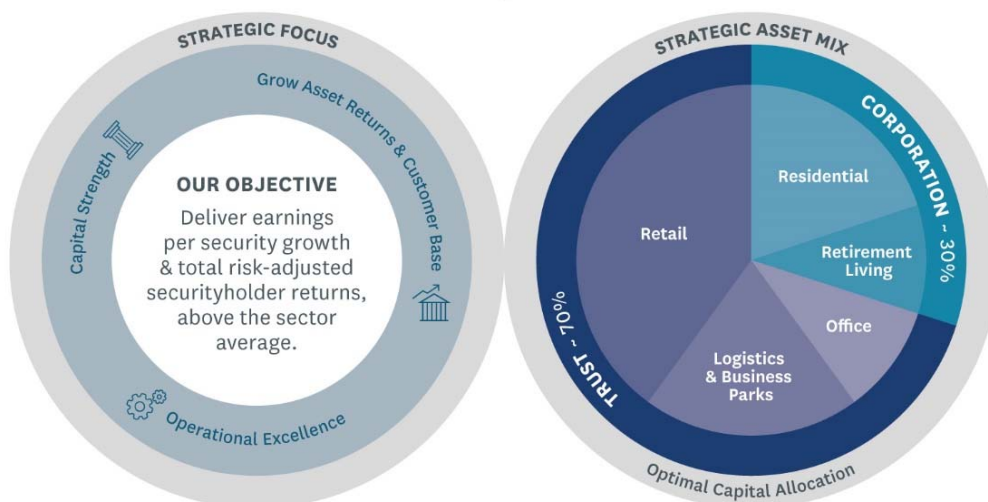 STRATEGIC FOCUS
Grow Asset Returns & Customer Base
Capital Strength
Operational Excellence
OUR OBJECTIVE
Deliver earnings
per security growth
& total risk-adjusted
securityholder returns,
above the sector
average.
STRATEGIC ASSET MIX
CORPORATION ~ 30%
TRUST ~ 70%
Residential
Retirement
Living
Office
Logistics
& Business
Parks
Retail
Optimal Capital Allocation